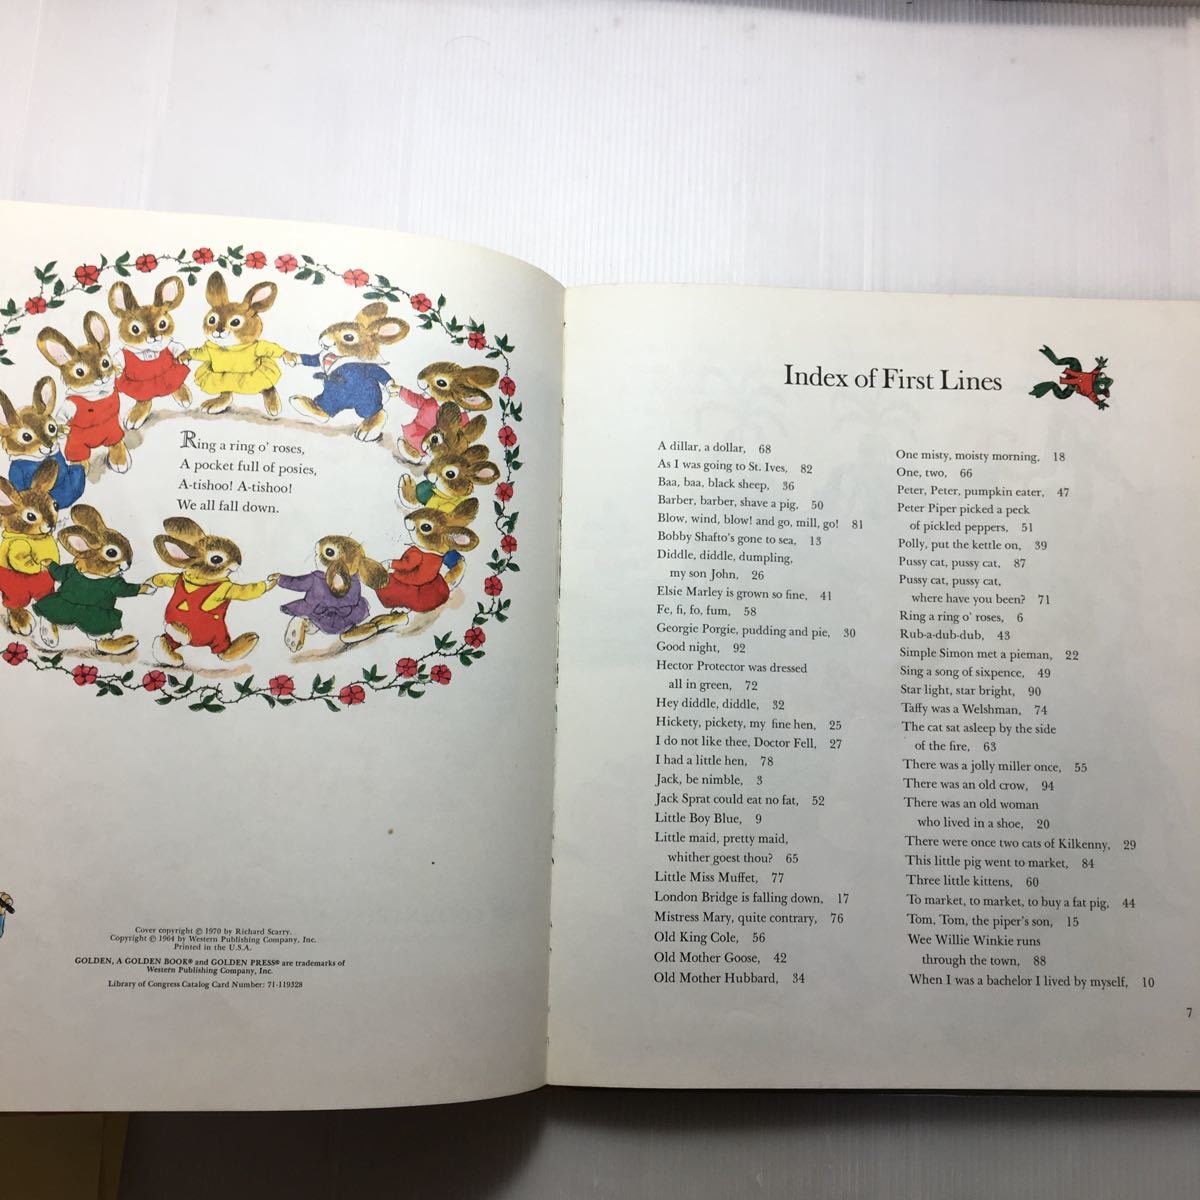 Ring a ring o' roses,
A pocket full of posies,
A-tishoo! A-tishoo!
We all fall down.
Cover copyright © 1970 by Richard Scarry.
Copyright © 1964 by Western Publishing Company, Inc.
Printed in the U.S.A.
GOLDEN, A GOLDEN BOOK® and GOLDEN PRESS® are trademarks of
Western Publishing Company, Inc.
Library of Congress Catalog Card Number: 71-119328
Index of First Lines
A dillar, a dollar, 68
As I was going to St. Ives, 82
Baa, baa, black sheep, 36
Barber, barber, shave a pig, 50
Blow, wind, blow! and go, mill, go! 81
Bobby Shafto's gone to sea, 13
Diddle, diddle, dumpling,
my son John, 26
Elsie Marley is grown so fine, 41
Fe, fi, fo, fum, 58
Georgie Porgie, pudding and pie, 30
Good night, 92
Hector Protector was dressed
all in green, 72
Hey diddle, diddle, 32
Hickety, pickety, my fine hen, 25
I do not like thee, Doctor Fell, 27
I had a little hen, 78
Jack, be nimble, 3
Jack Sprat could eat no fat, 52
Little Boy Blue, 9
Little maid, pretty maid,
whither goest thou? 65
Little Miss Muffet, 77
London Bridge is falling down, 17
Mistress Mary, quite contrary, 76
Old King Cole, 56
Old Mother Goose, 42
Old Mother Hubbard, 34
One misty, moisty morning, 18
One, two, 66
Peter, Peter, pumpkin eater, 47
Peter Piper picked a peck
of pickled peppers, 51
Polly, put the kettle on, 39
Pussy cat, pussy cat, 87
Pussy cat, pussy cat,
where have you been? 71
Ring a ring o' roses, 6
Rub-a-dub-dub, 43
Simple Simon met a pieman, 22
Sing a song of sixpence, 49
Star light, star bright, 90
Taffy was a Welshman, 74
The cat sat asleep by the side
of the fire, 63
There was a jolly miller once, 55
There was an old crow, 94
There was an old woman
who lived in a shoe, 20
There were once two cats of Kilkenny, 29
This little pig went to market, 84
Three little kittens, 60
To market, to market, to buy a fat pig, 44
Tom, Tom, the piper's son, 15
Wee Willie Winkie runs
through the town, 88
When I was a bachelor I lived by myself, 10
7